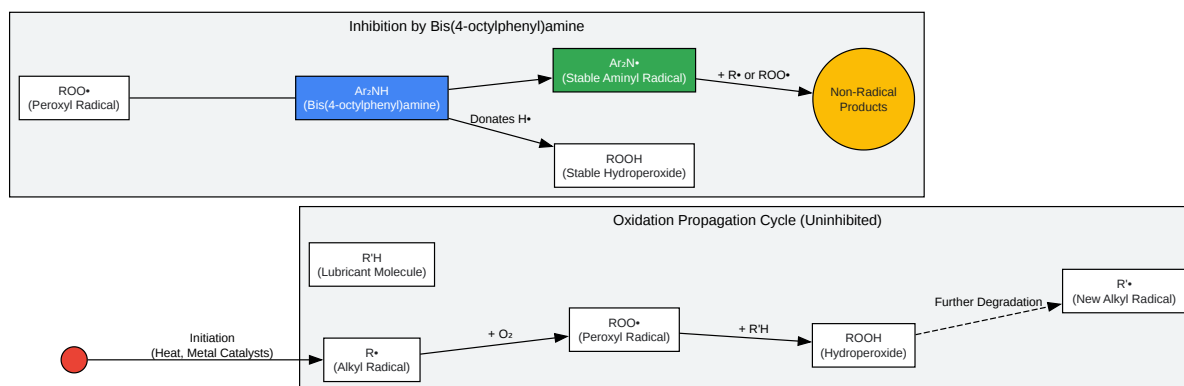 Inhibition by Bis(4-octylphenyl)amine
ROO•
(Peroxyl Radical)
Ar₂NH
(Bis(4-octylphenyl)amine)
Ar₂N•
(Stable Aminyl Radical)
+ R• or ROO•
Non-Radical
Products
Donates H•
ROOH
(Stable Hydroperoxide)
Oxidation Propagation Cycle (Uninhibited)
R'H
(Lubricant Molecule)
Initiation
(Heat, Metal Catalysts)
R•
(Alkyl Radical)
+ O₂
ROO•
(Peroxyl Radical)
+ R'H
ROOH
(Hydroperoxide)
Further Degradation
R'•
(New Alkyl Radical)